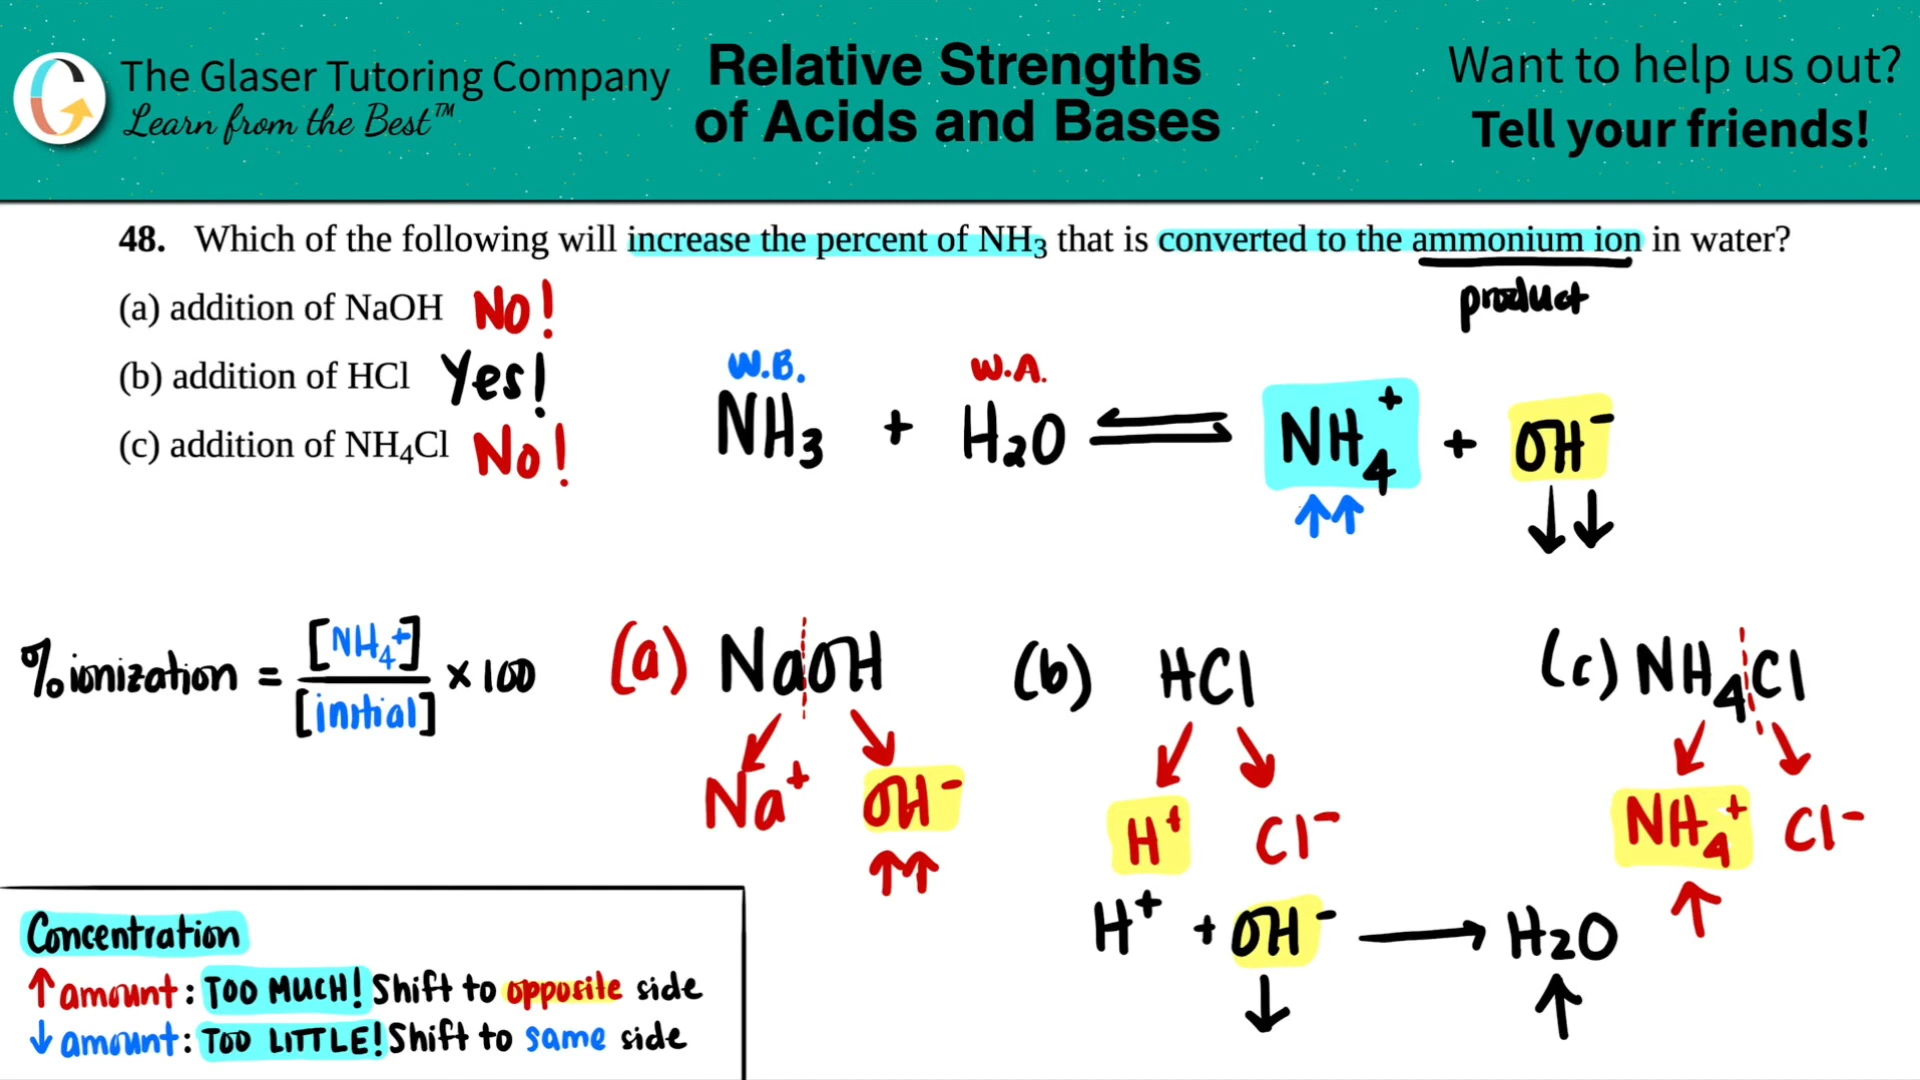 The Glaser Tutoring Company
Learn from the Best™
Relative Strengths
of Acids and Bases
Want to help us out?
Tell your friends!
48. Which of the following will increase the percent of NH₃ that is converted to the ammonium ion in water?
product
(a) addition of NaOH No!
(b) addition of HCl Yes!
(c) addition of NH₄Cl No!
W.B. W.A.
NH₃ + H₂O ⇌ NH₄⁺ + OH⁻
↑↑ ↓↓
% ionization = [NH₄⁺] / [initial] × 100
(a) NaOH
Na⁺ OH⁻
↑↑
(b) HCl
H⁺ Cl⁻
H⁺ + OH⁻ → H₂O
↓ ↑
(c) NH₄Cl
NH₄⁺ Cl⁻
↑
Concentration
↑ amount: TOO MUCH! Shift to opposite side
↓ amount: TOO LITTLE! Shift to same side